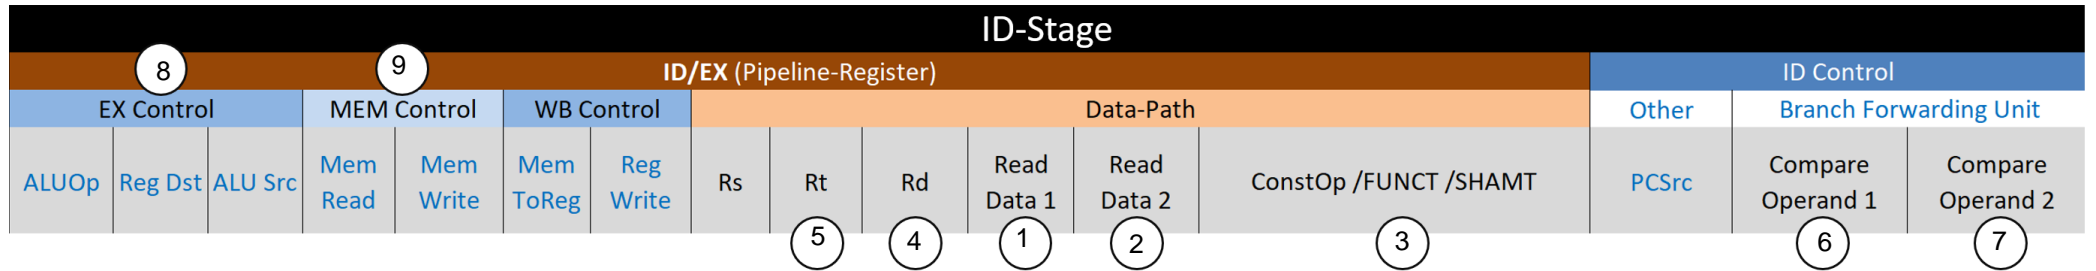 ID-Stage
8 9 ID/EX (Pipeline-Register) ID Control
EX Control MEM Control WB Control Data-Path Other Branch Forwarding Unit
ALUOp Reg Dst ALU Src Mem Read Mem Write Mem ToReg Reg Write Rs Rt Rd Read Data 1 Read Data 2 ConstOp /FUNCT /SHAMT PCSrc Compare Operand 1 Compare Operand 2
5 4 1 2 3 6 7